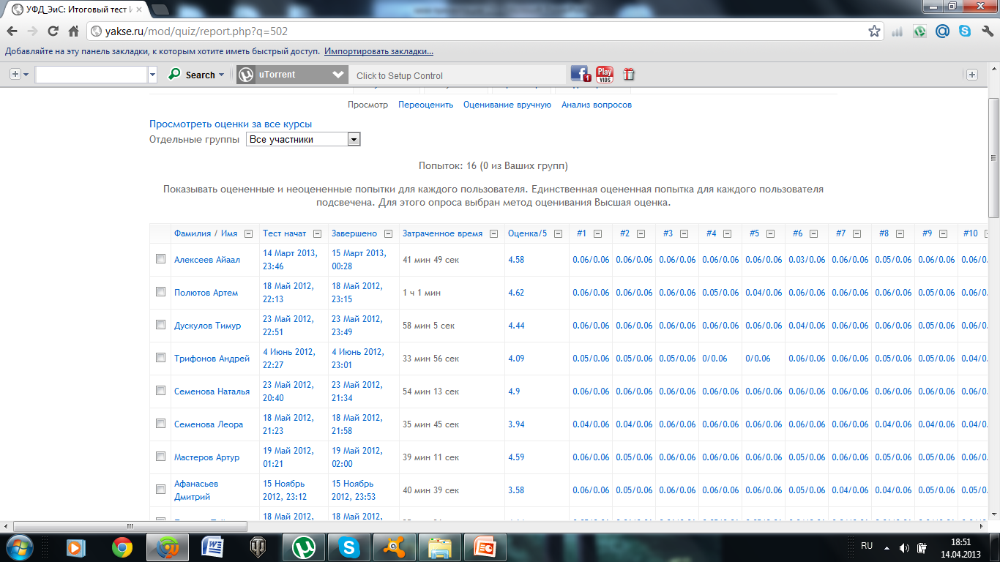 УФД_ЭиС: Итоговый тест И
yakse.ru/mod/quiz/report.php?q=502
Добавляйте на эту панель закладки, к которым хотите иметь быстрый доступ. Импортировать закладки...
Search uTorrent Click to Setup Control 1 Play VIDS
Просмотр Переоценить Оценивание вручную Анализ вопросов
Просмотреть оценки за все курсы
Отдельные группы Все участники
Попыток: 16 (0 из Ваших групп)
Показывать оцененные и неоцененные попытки для каждого пользователя. Единственная оцененная попытка для каждого пользователя
подсвечена. Для этого опроса выбран метод оценивания Высшая оценка.
Фамилия / Имя Тест начат Завершено Затраченное время Оценка/5 #1 #2 #3 #4 #5 #6 #7 #8 #9 #10
Алексеев Айаал 14 Март 2013, 23:46 15 Март 2013, 00:28 41 мин 49 сек 4.58 0.06/0.06 0.06/0.06 0.06/0.06 0.06/0.06 0.06/0.06 0.03/0.06 0.06/0.06 0.05/0.06 0.06/0.06 0.06/0
Полютов Артем 18 Май 2012, 22:13 18 Май 2012, 23:15 1 ч 1 мин 4.62 0.06/0.06 0.06/0.06 0.06/0.06 0.05/0.06 0.04/0.06 0.06/0.06 0.06/0.06 0.06/0.06 0.05/0.06 0.06/0
Дускулов Тимур 23 Май 2012, 22:51 23 Май 2012, 23:49 58 мин 5 сек 4.44 0.06/0.06 0.06/0.06 0.06/0.06 0.06/0.06 0.06/0.06 0.04/0.06 0.06/0.06 0.06/0.06 0.05/0.06 0.06/0
Трифонов Андрей 4 Июнь 2012, 22:27 4 Июнь 2012, 23:01 33 мин 56 сек 4.09 0.05/0.06 0.05/0.06 0.05/0.06 0/0.06 0/0.06 0.06/0.06 0.06/0.06 0.05/0.06 0.05/0.06 0.04/0
Семенова Наталья 23 Май 2012, 20:40 23 Май 2012, 21:34 54 мин 13 сек 4.9 0.06/0.06 0.06/0.06 0.06/0.06 0.06/0.06 0.06/0.06 0.06/0.06 0.06/0.06 0.06/0.06 0.06/0.06 0.06/0
Семенова Леора 18 Май 2012, 21:23 18 Май 2012, 21:58 35 мин 45 сек 3.94 0.04/0.06 0.04/0.06 0.06/0.06 0.06/0.06 0.06/0.06 0.06/0.06 0.06/0.06 0.04/0.06 0.04/0.06 0.04/0
Мастеров Артур 19 Май 2012, 01:21 19 Май 2012, 02:00 39 мин 11 сек 4.59 0.06/0.06 0.05/0.06 0.06/0.06 0.06/0.06 0.06/0.06 0.05/0.06 0.06/0.06 0.05/0.06 0.06/0.06 0.05/0
Афанасьев Дмитрий 15 Ноябрь 2012, 23:12 15 Ноябрь 2012, 23:53 40 мин 39 сек 3.58 0.06/0.06 0.05/0.06 0.06/0.06 0.06/0.06 0.06/0.06 0.05/0.06 0.04/0.06 0.04/0.06 0.05/0.06 0.05/0
18 Май 2012, 18 Май 2012,
RU 18:51
14.04.2013